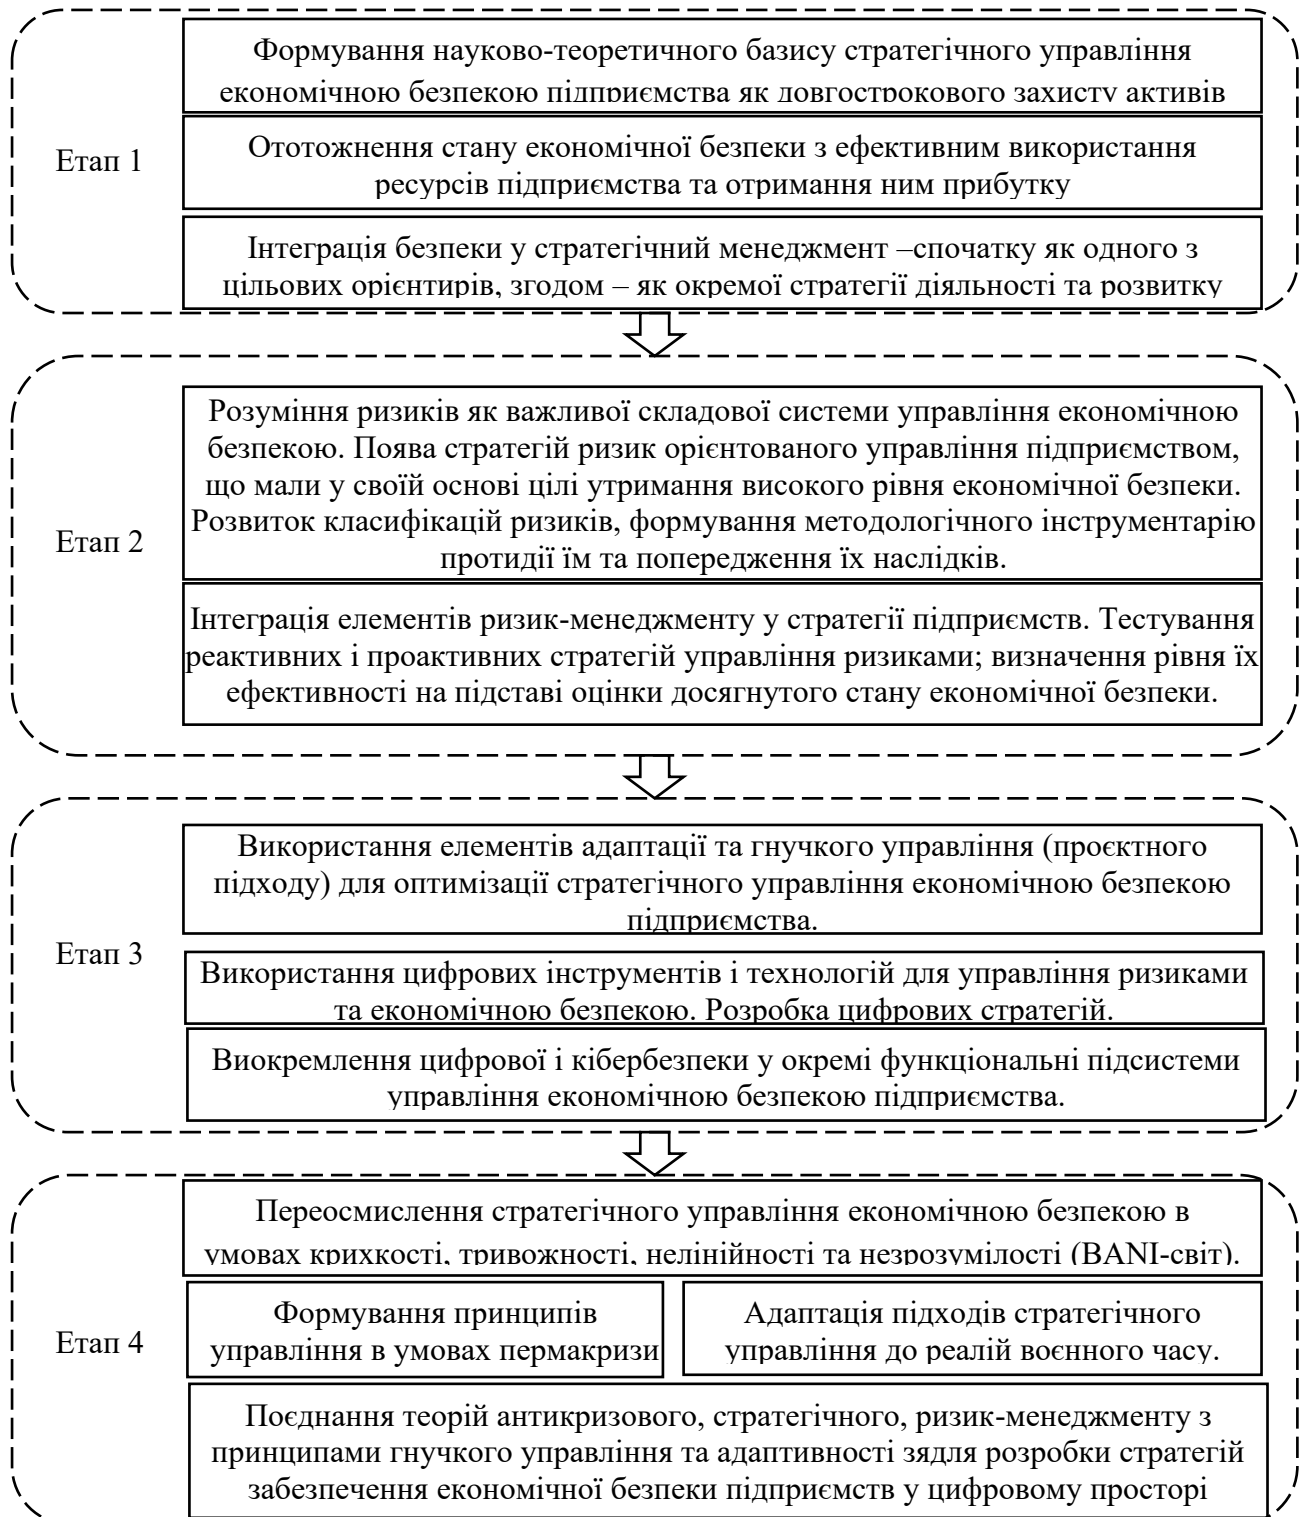 Формування науково-теоретичного базису стратегічного управління
економічною безпекою підприємства як довгострокового захисту активів
Етап 1
Ототожнення стану економічної безпеки з ефективним використання
ресурсів підприємства та отримання ним прибутку
Інтеграція безпеки у стратегічний менеджмент –спочатку як одного з
цільових орієнтирів, згодом – як окремої стратегії діяльності та розвитку
Розуміння ризиків як важливої складової системи управління економічною
безпекою. Поява стратегій ризик орієнтованого управління підприємством,
що мали у своїй основі цілі утримання високого рівня економічної безпеки.
Розвиток класифікацій ризиків, формування методологічного інструментарію
протидії їм та попередження їх наслідків.
Етап 2
Інтеграція елементів ризик-менеджменту у стратегії підприємств. Тестування
реактивних і проактивних стратегій управління ризиками; визначення рівня їх
ефективності на підставі оцінки досягнутого стану економічної безпеки.
Використання елементів адаптації та гнучкого управління (проєктного
підходу) для оптимізації стратегічного управління економічною безпекою
підприємства.
Етап 3
Використання цифрових інструментів і технологій для управління ризиками
та економічною безпекою. Розробка цифрових стратегій.
Виокремлення цифрової і кібербезпеки у окремі функціональні підсистеми
управління економічною безпекою підприємства.
Переосмислення стратегічного управління економічною безпекою в
умовах крихкості, тривожності, нелінійності та незрозумілості (BANI-світ).
Етап 4
Формування принципів
управління в умовах пермакризи
Адаптація підходів стратегічного
управління до реалій воєнного часу.
Поєднання теорій антикризового, стратегічного, ризик-менеджменту з
принципами гнучкого управління та адаптивності зядля розробки стратегій
забезпечення економічної безпеки підприємств у цифровому просторі